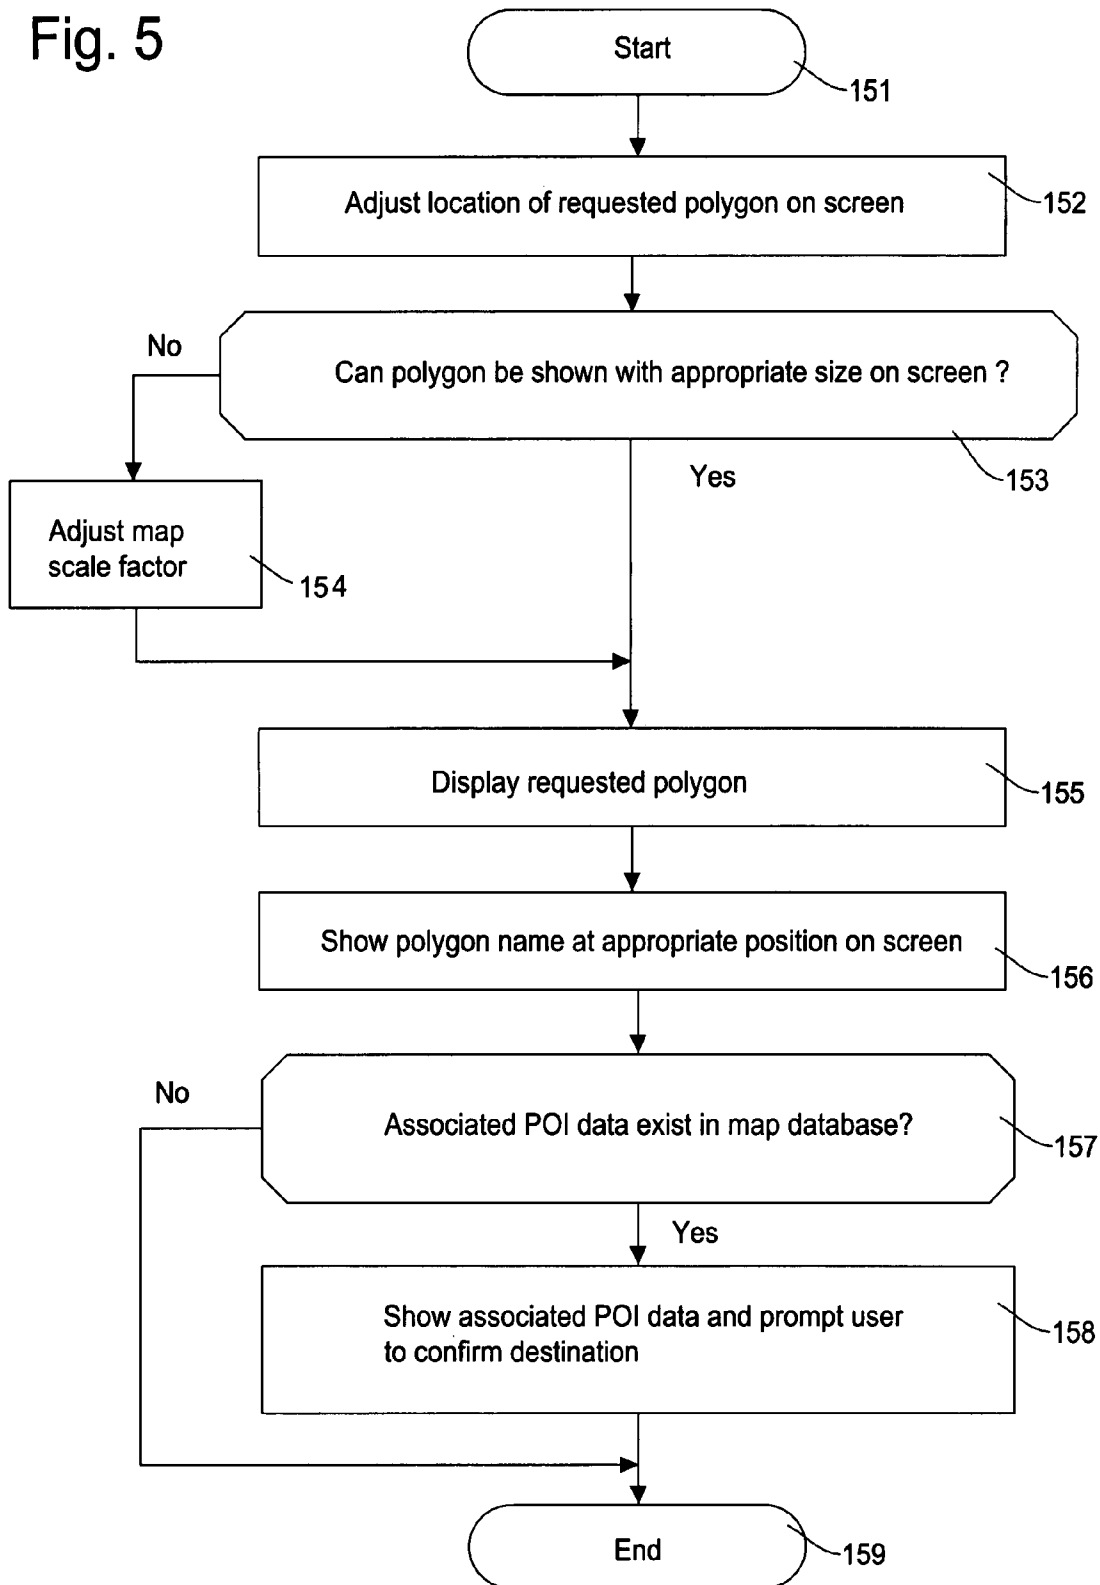 Fig. 5
Start
151
Adjust location of requested polygon on screen
152
No
Can polygon be shown with appropriate size on screen ?
Yes
153
Adjust map
scale factor
154
Display requested polygon
155
Show polygon name at appropriate position on screen
156
No
Associated POI data exist in map database?
157
Yes
Show associated POI data and prompt user
to confirm destination
158
End
159